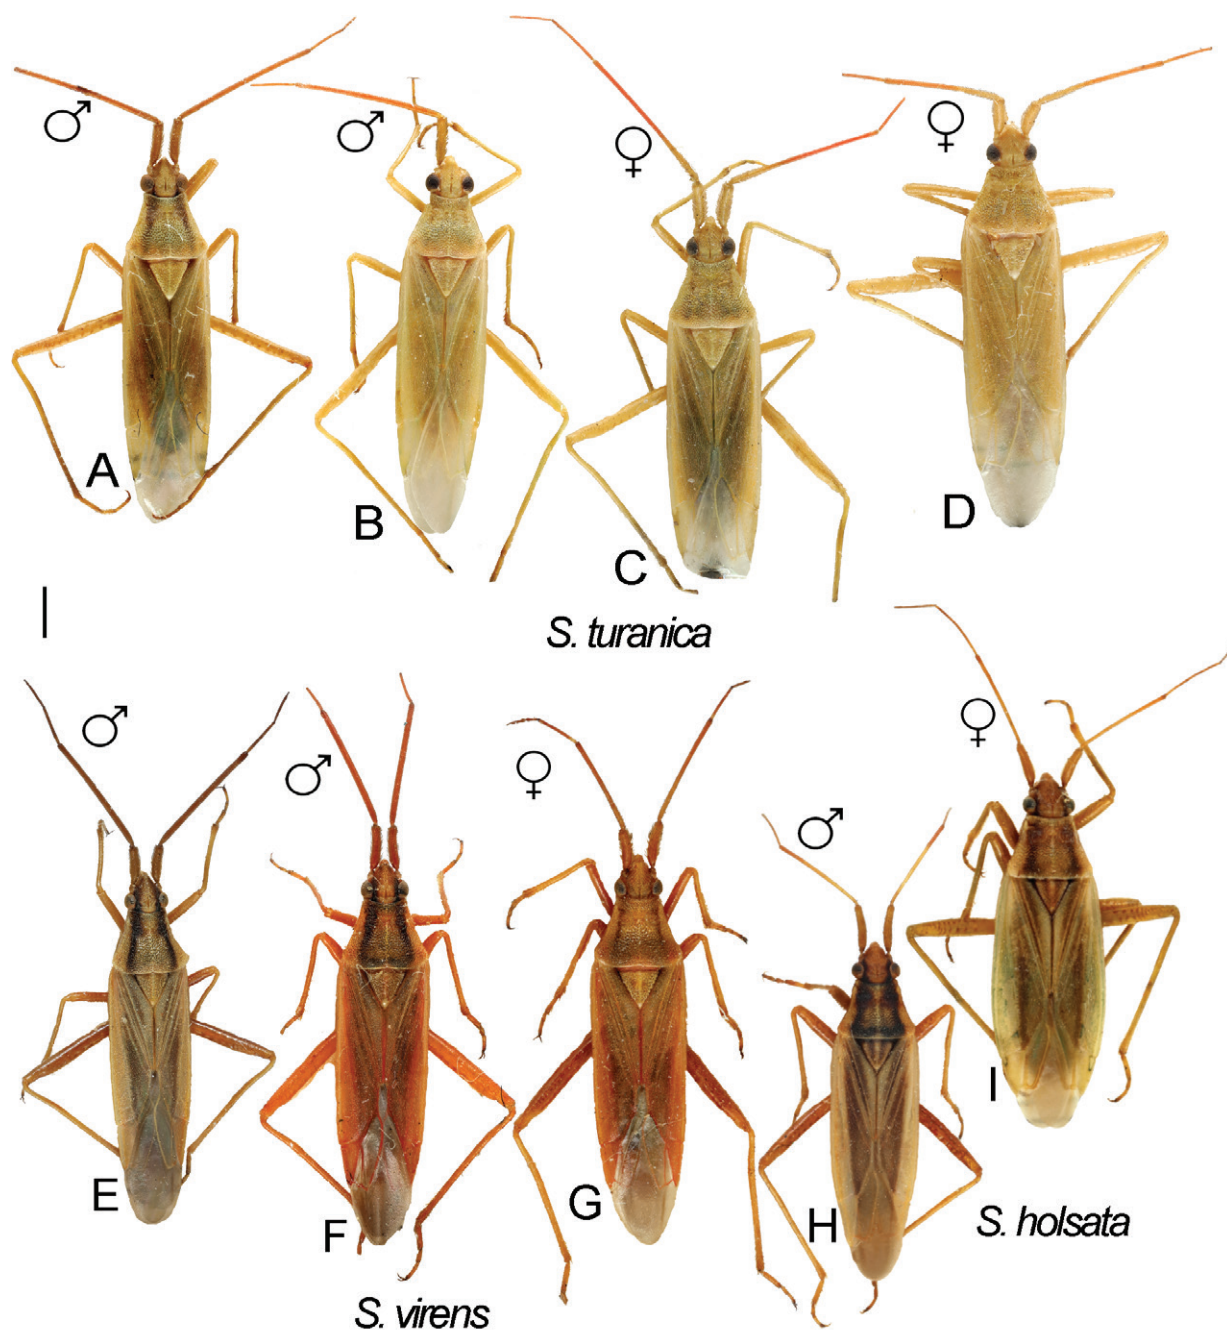 ♂
♂
♀
♀
A
B
C
D
S. turanica
♂
♂
♀
♂
♀
E
F
G
H
I
S. virens
S. holsata